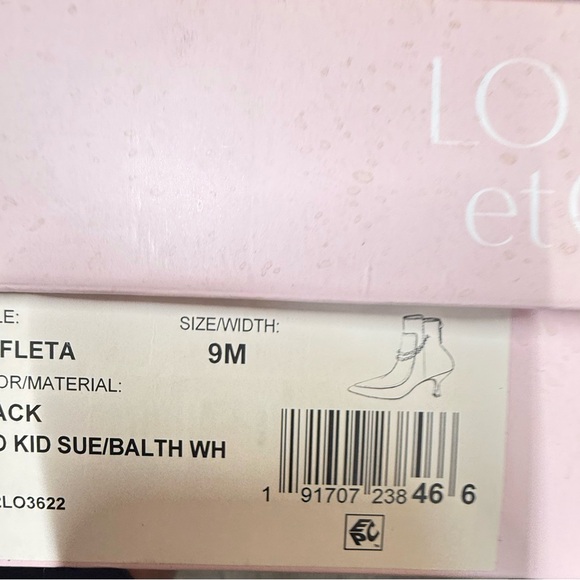 LO
et
LE:
SIZE/WIDTH:
FLETA
9M
OR/MATERIAL:
ACK
KID SUE/BALTH WH
LO3622
1 91707 238 46 6
EPC